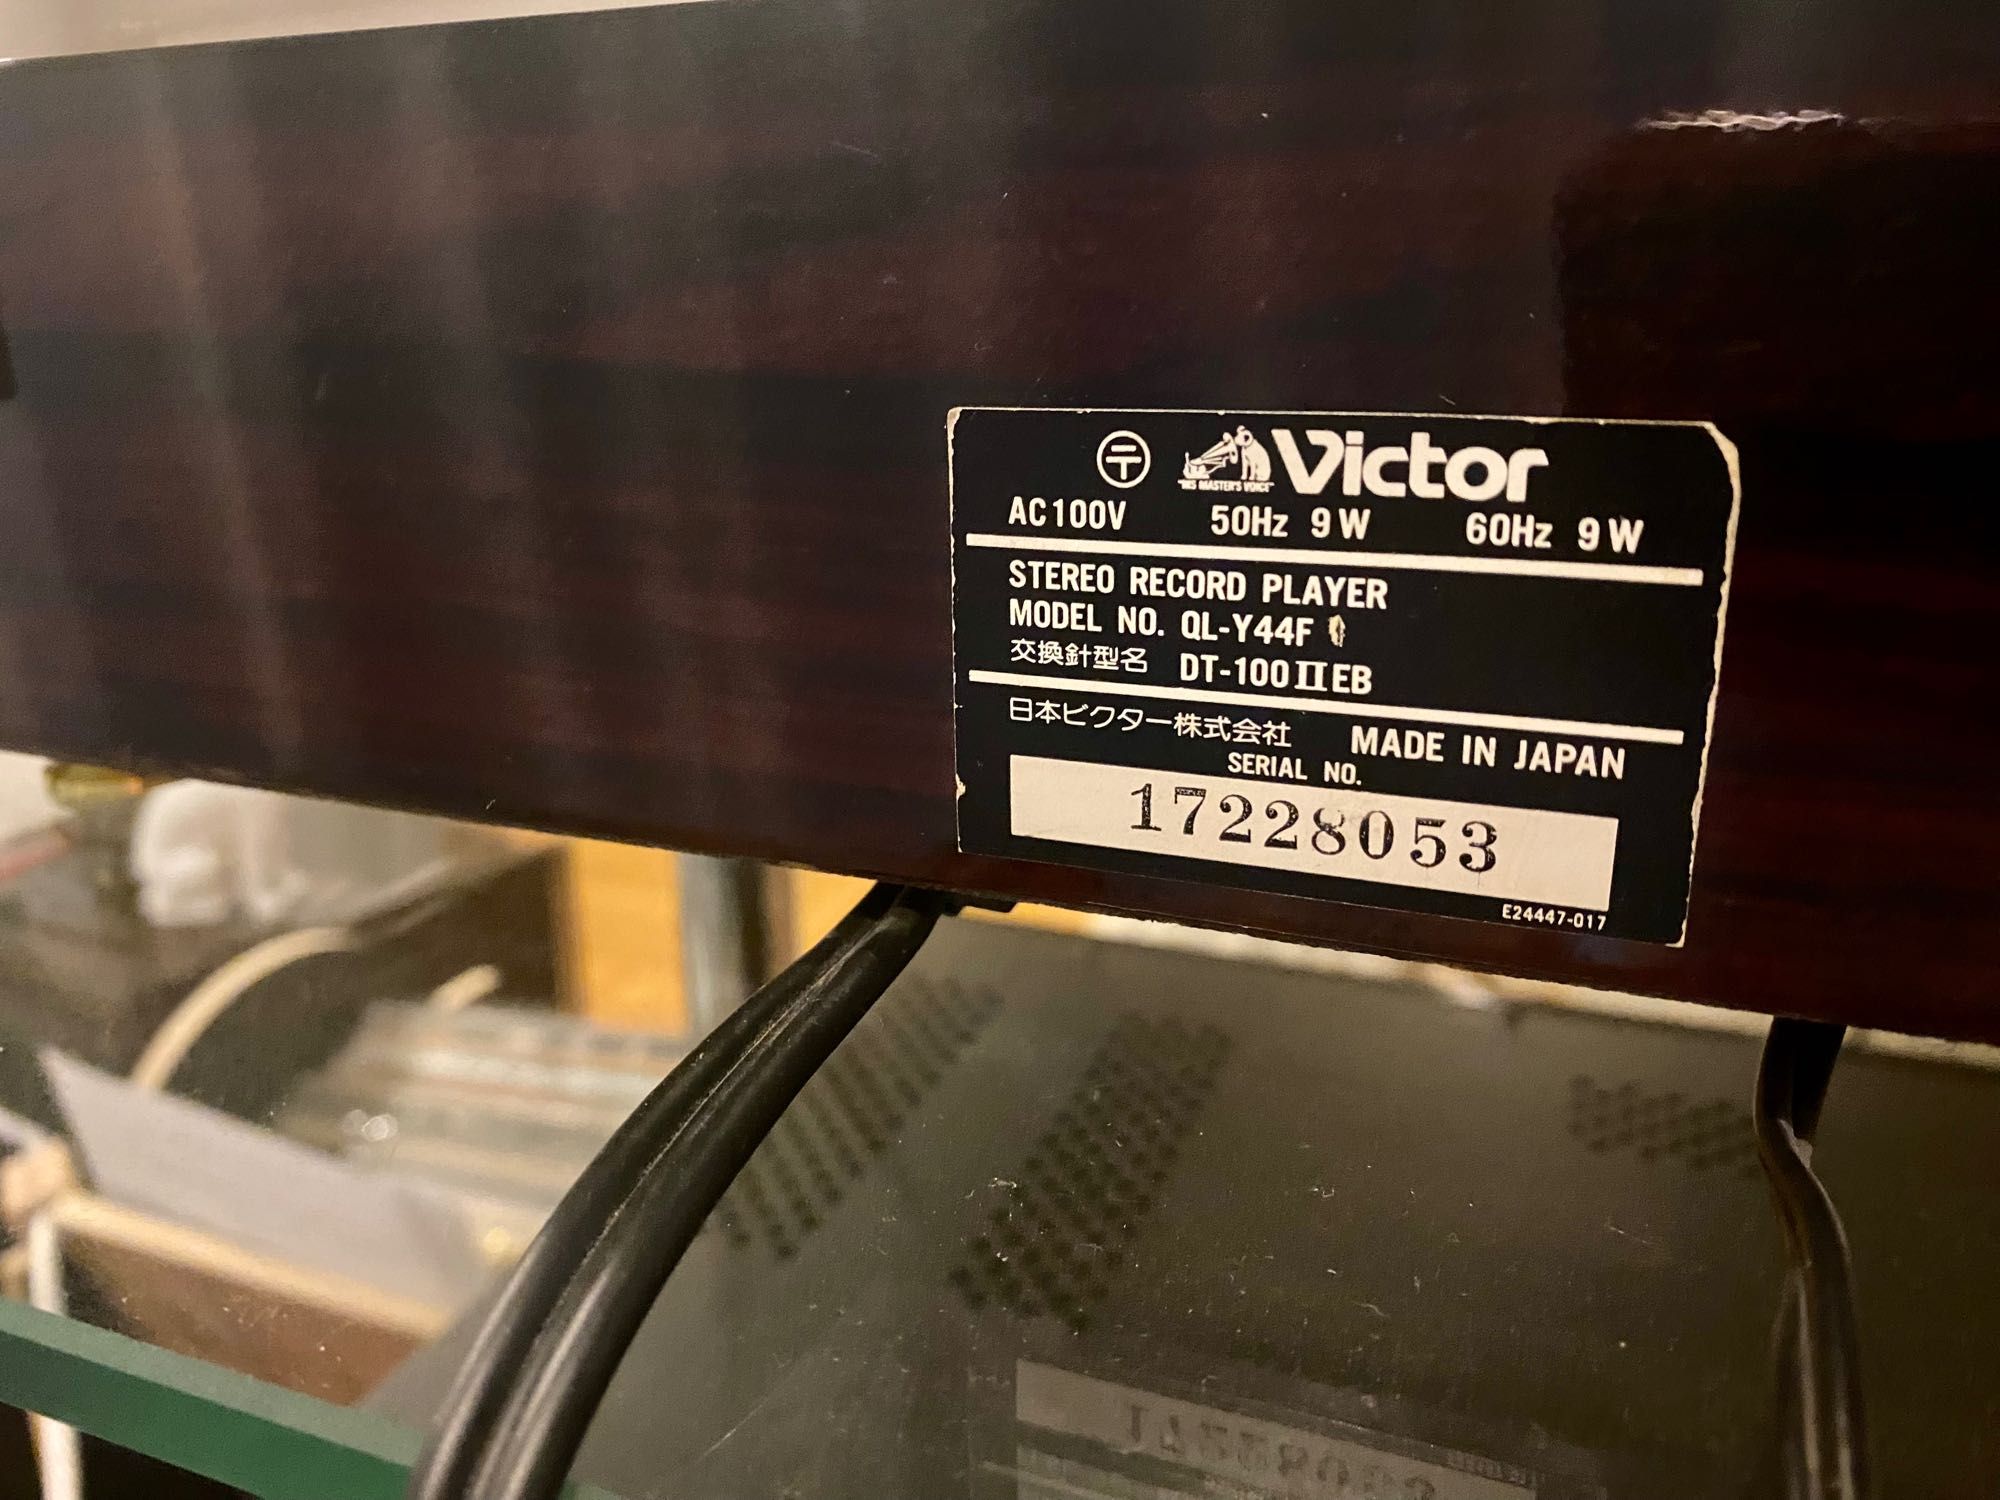 〒 "HIS MASTER'S VOICE" Victor
AC100V 50Hz 9W 60Hz 9W
STEREO RECORD PLAYER
MODEL NO. QL-Y44F
交換針型名 DT-100ⅡEB
日本ビクター株式会社 MADE IN JAPAN
SERIAL NO.
17228053
E24447-017